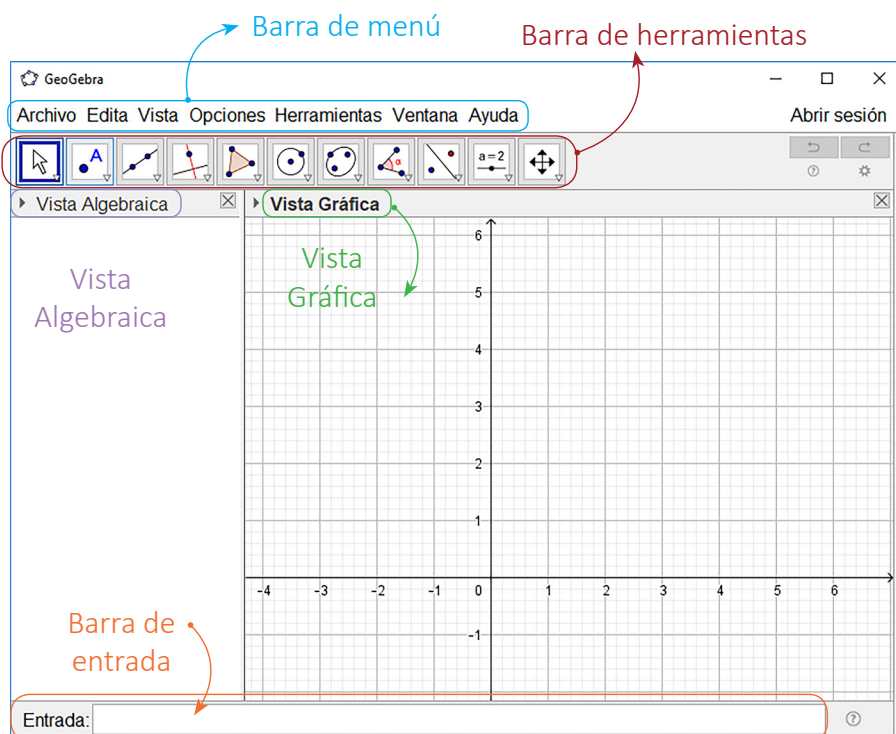 Barra de menú
Barra de herramientas
GeoGebra
Archivo Edita Vista Opciones Herramientas Ventana Ayuda
Abrir sesión
A
α
a=2
Vista Algebraica
Vista Gráfica
Vista
Algebraica
Vista
Gráfica
6
5
4
3
2
1
-4 -3 -2 -1 0 1 2 3 4 5 6
-1
Barra de
entrada
Entrada: